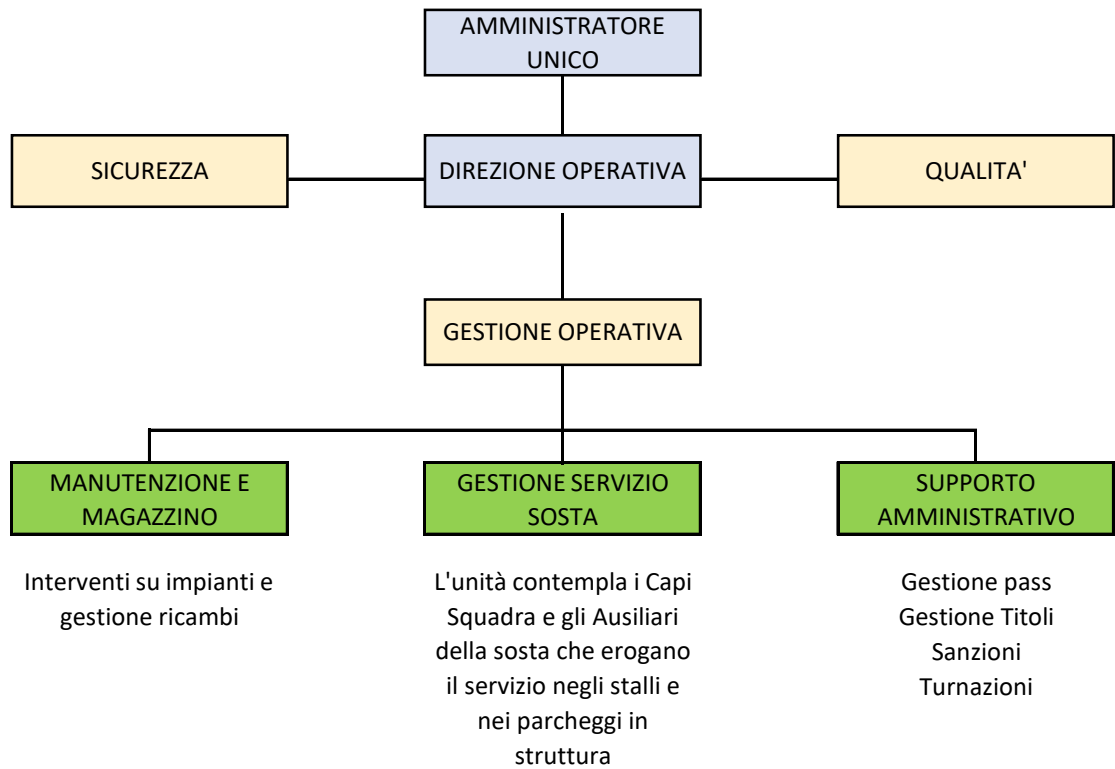 AMMINISTRATORE
UNICO
SICUREZZA
DIREZIONE OPERATIVA
QUALITA'
GESTIONE OPERATIVA
MANUTENZIONE E
MAGAZZINO
GESTIONE SERVIZIO
SOSTA
SUPPORTO
AMMINISTRATIVO
Interventi su impianti e
gestione ricambi
L'unità contempla i Capi
Squadra e gli Ausiliari
della sosta che erogano
il servizio negli stalli e
nei parcheggi in
struttura
Gestione pass
Gestione Titoli
Sanzioni
Turnazioni